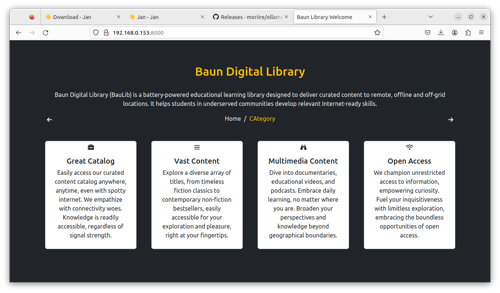 Download - Jan
Jan - Jan
Releases - moriire/ollam
Baun Library Welcome
192.168.0.153:8000
Baun Digital Library
Baun Digital Library (BauLib) is a battery-powered educational learning library designed to deliver curated content to remote, offline and off-grid
locations. It helps students in underserved communities develop relevant Internet-ready skills.
Home / CAtegory
Great Catalog
Easily access our curated
content catalog anywhere,
anytime, even with spotty
internet. We empathize
with connectivity woes.
Knowledge is readily
accessible, regardless of
signal strength.
Vast Content
Explore a diverse array of
titles, from timeless
fiction classics to
contemporary non-fiction
bestsellers, easily
accessible for your
exploration and pleasure,
right at your fingertips.
Multimedia Content
Dive into documentaries,
educational videos, and
podcasts. Embrace daily
learning, no matter where
you are. Broaden your
perspectives and
knowledge beyond
geographical boundaries.
Open Access
We champion unrestricted
access to information,
empowering curiosity.
Fuel your inquisitiveness
with limitless exploration,
embracing the boundless
opportunities of open
access.